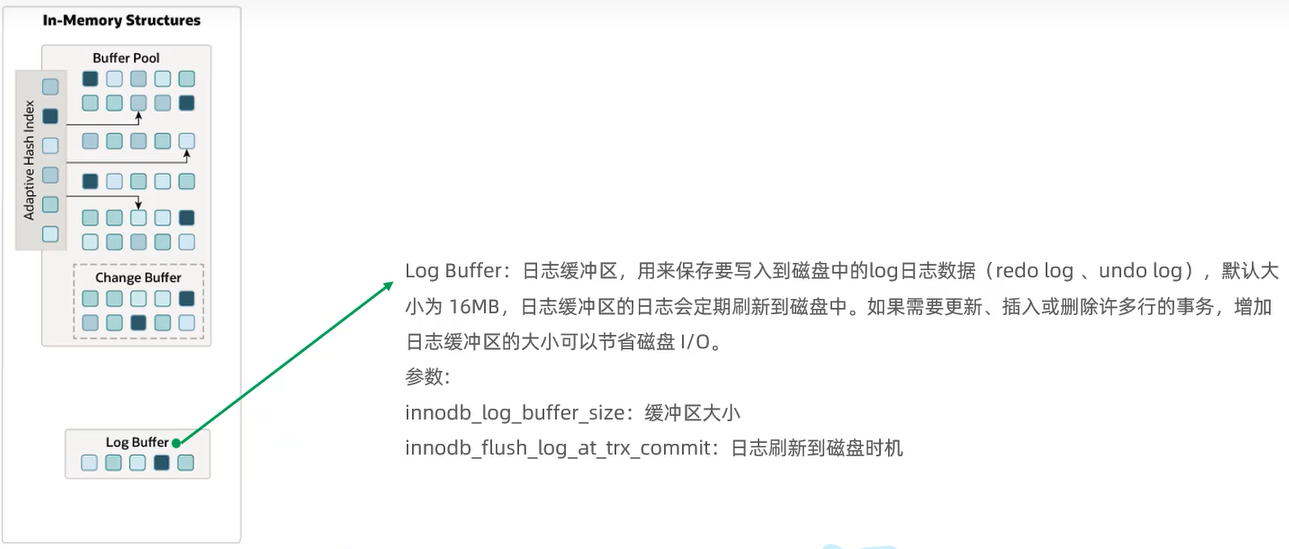 In-Memory Structures
Buffer Pool
Adaptive Hash Index
Change Buffer
Log Buffer
Log Buffer：日志缓冲区，用来保存要写入到磁盘中的log日志数据（redo log 、undo log），默认大
小为 16MB，日志缓冲区的日志会定期刷新到磁盘中。如果需要更新、插入或删除许多行的事务，增加
日志缓冲区的大小可以节省磁盘 I/O。
参数：
innodb_log_buffer_size：缓冲区大小
innodb_flush_log_at_trx_commit：日志刷新到磁盘时机